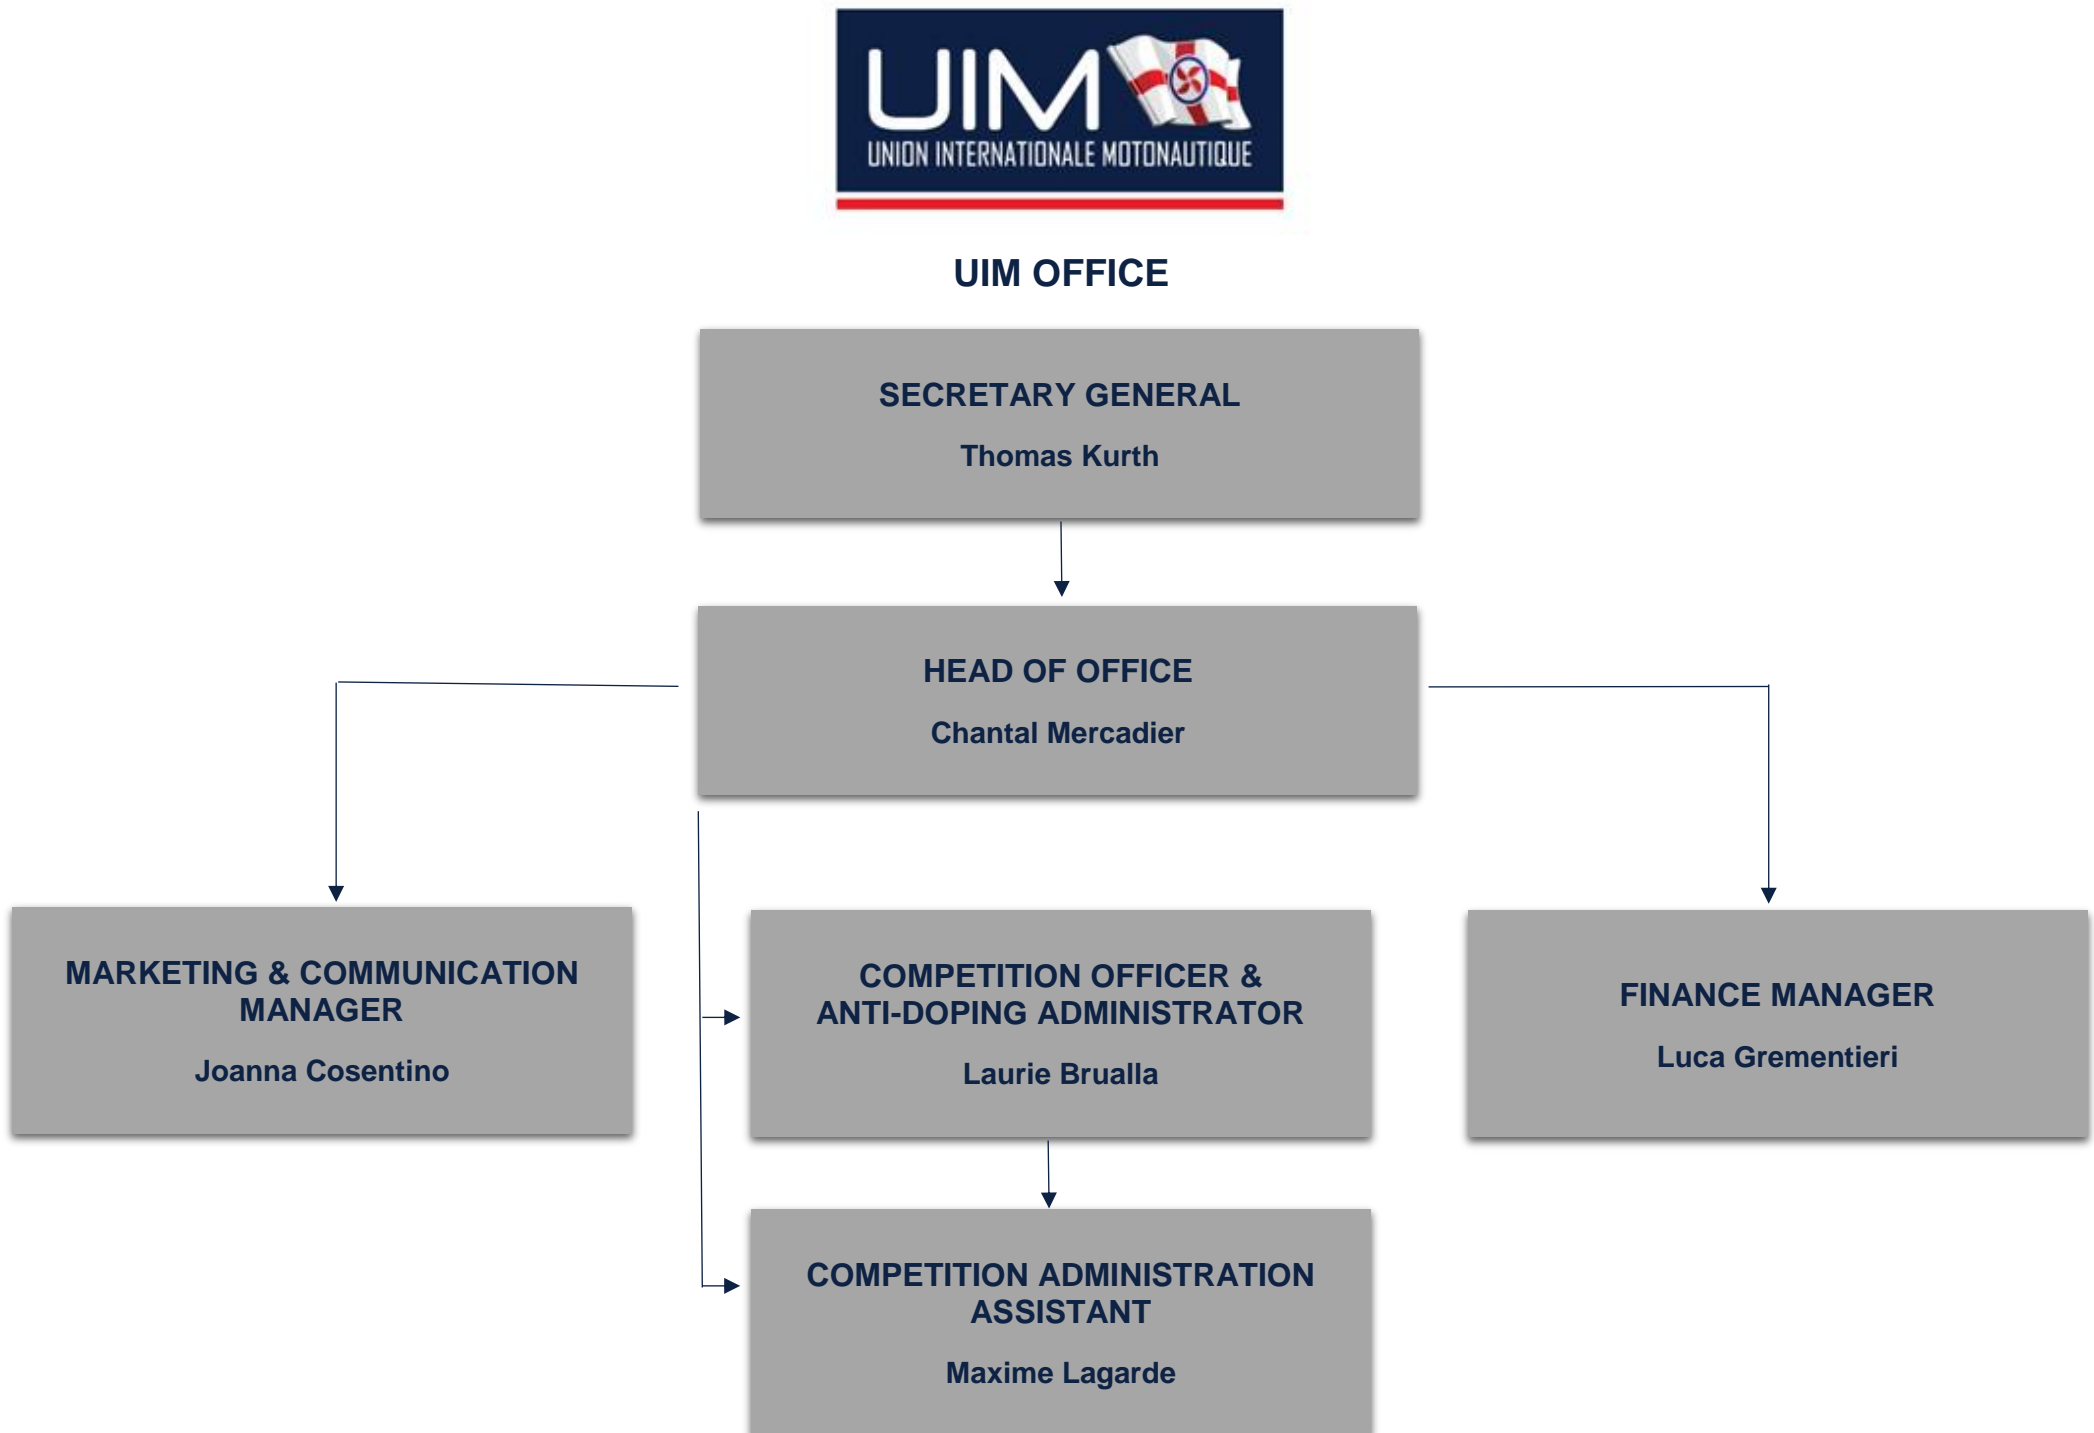 UIM
UNION INTERNATIONALE MOTONAUTIQUE
UIM OFFICE
SECRETARY GENERAL
Thomas Kurth
HEAD OF OFFICE
Chantal Mercadier
MARKETING & COMMUNICATION
MANAGER
Joanna Cosentino
COMPETITION OFFICER &
ANTI-DOPING ADMINISTRATOR
Laurie Brualla
FINANCE MANAGER
Luca Grementieri
COMPETITION ADMINISTRATION
ASSISTANT
Maxime Lagarde